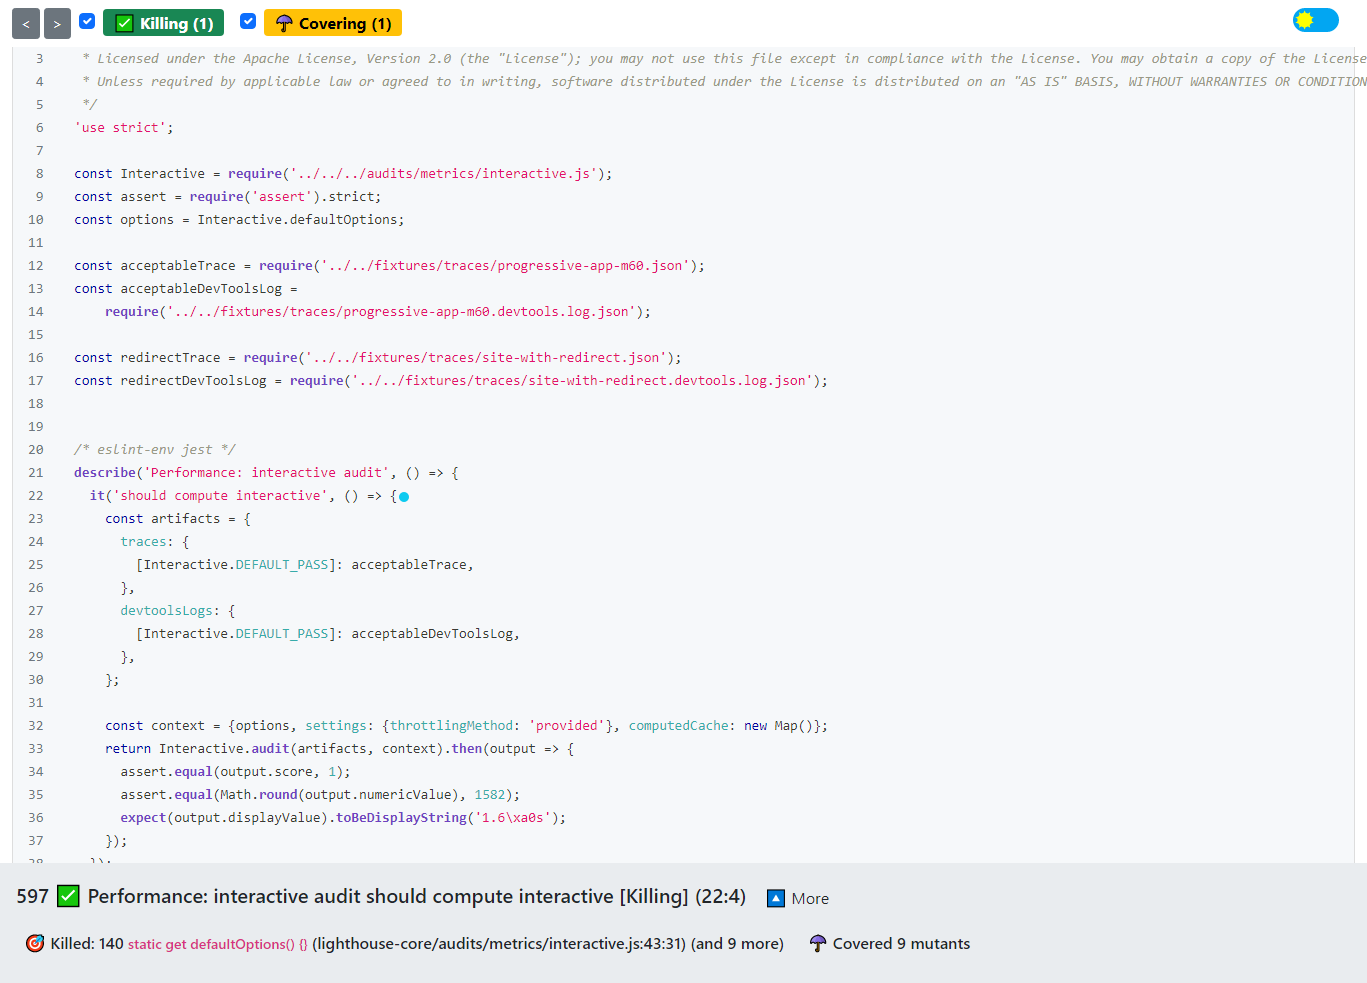 < > Killing (1) Covering (1)
3 * Licensed under the Apache License, Version 2.0 (the "License"); you may not use this file except in compliance with the License. You may obtain a copy of the License
4 * Unless required by applicable law or agreed to in writing, software distributed under the License is distributed on an "AS IS" BASIS, WITHOUT WARRANTIES OR CONDITION
5 */
6 'use strict';
7
8 const Interactive = require('../../../audits/metrics/interactive.js');
9 const assert = require('assert').strict;
10 const options = Interactive.defaultOptions;
11
12 const acceptableTrace = require('../../fixtures/traces/progressive-app-m60.json');
13 const acceptableDevToolsLog =
14 require('../../fixtures/traces/progressive-app-m60.devtools.log.json');
15
16 const redirectTrace = require('../../fixtures/traces/site-with-redirect.json');
17 const redirectDevToolsLog = require('../../fixtures/traces/site-with-redirect.devtools.log.json');
18
19
20 /* eslint-env jest */
21 describe('Performance: interactive audit', () => {
22 it('should compute interactive', () => {
23 const artifacts = {
24 traces: {
25 [Interactive.DEFAULT_PASS]: acceptableTrace,
26 },
27 devtoolsLogs: {
28 [Interactive.DEFAULT_PASS]: acceptableDevToolsLog,
29 },
30 };
31
32 const context = {options, settings: {throttlingMethod: 'provided'}, computedCache: new Map()};
33 return Interactive.audit(artifacts, context).then(output => {
34 assert.equal(output.score, 1);
35 assert.equal(Math.round(output.numericValue), 1582);
36 expect(output.displayValue).toBeDisplayString('1.6\xa0s');
37 });
38 });
597 Performance: interactive audit should compute interactive [Killing] (22:4) More
Killed: 140 static get defaultOptions() {} (lighthouse-core/audits/metrics/interactive.js:43:31) (and 9 more) Covered 9 mutants